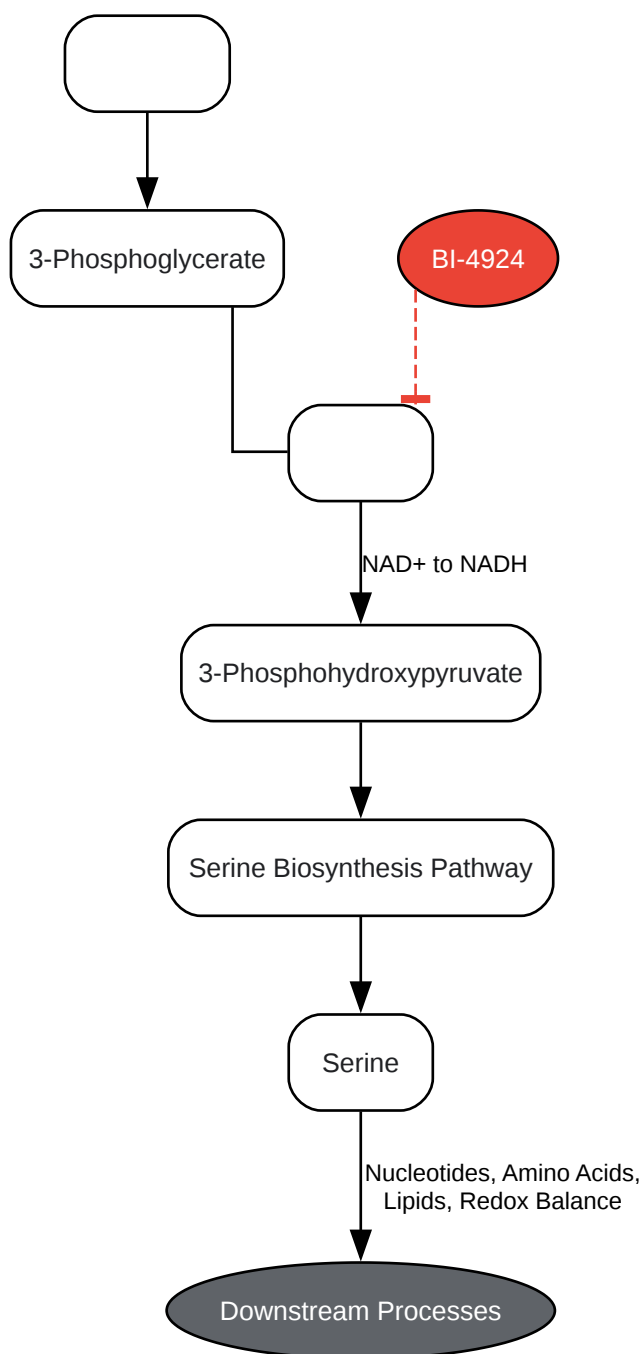 3-Phosphoglycerate
BI-4924
NAD+ to NADH
3-Phosphohydroxypyruvate
Serine Biosynthesis Pathway
Serine
Nucleotides, Amino Acids,
Lipids, Redox Balance
Downstream Processes